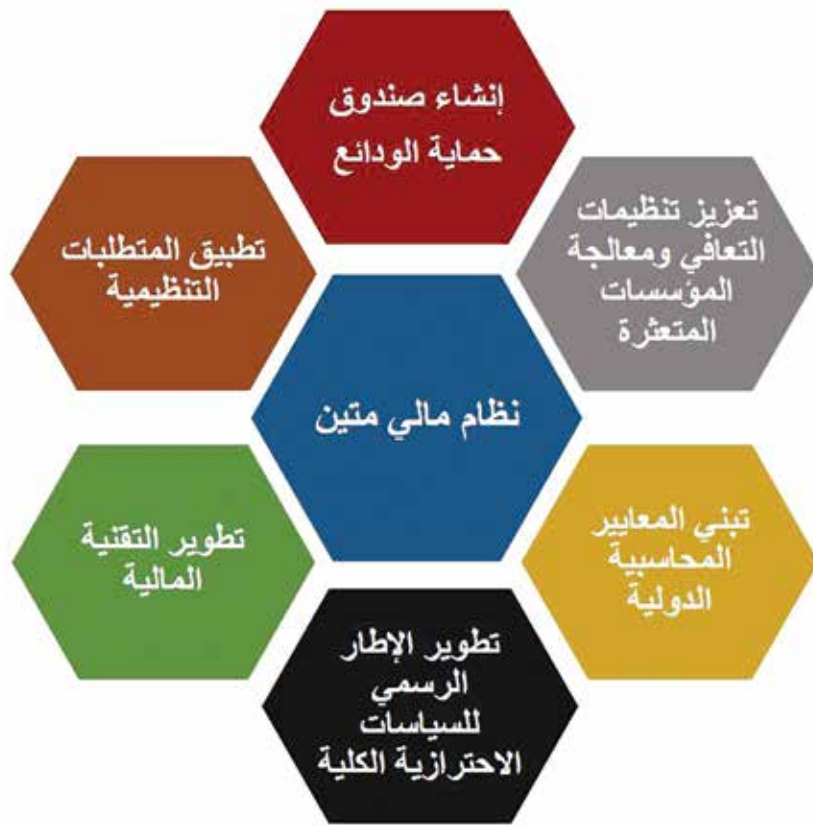 إنشاء صندوق
حماية الودائع
تعزيز تنظيمات
التعافي ومعالجة
المؤسسات
المتعثرة
تطبيق المتطلبات
التنظيمية
نظام مالي متين
تبني المعايير
المحاسبية
الدولية
تطوير التقنية
المالية
تطوير الإطار
الرسمي
للسياسات
الاحترازية الكلية